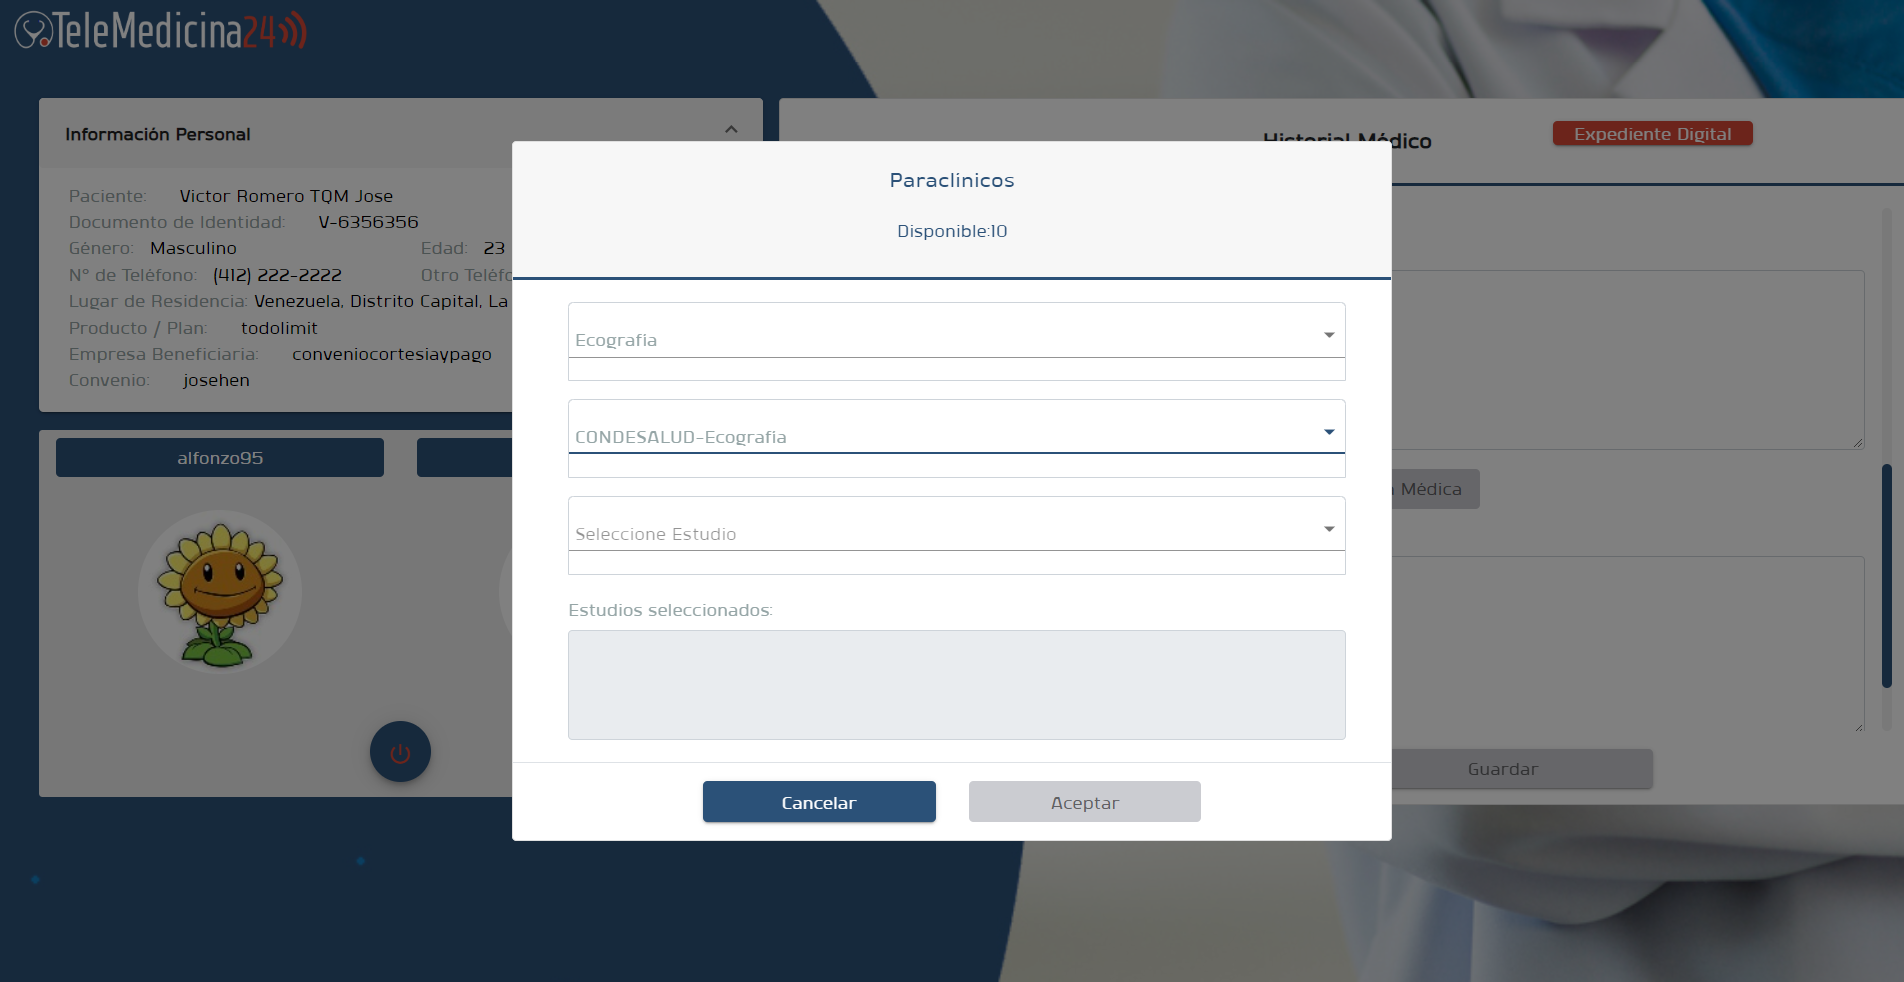 TeleMedicina24
Información Personal
Paciente: Victor Romero TQM Jose
Documento de Identidad: V-6356356
Género: Masculino Edad: 23
N° de Teléfono: (412) 222-2222 Otro Teléfo
Lugar de Residencia: Venezuela, Distrito Capital, La
Producto / Plan: todolimit
Empresa Beneficiaria: conveniocortesiaypago
Convenio: josehen
alfonzo95
Historial Médico
Expediente Digital
Médica
Guardar
Paraclinicos
Disponible:10
Ecografia
CONDESALUD-Ecografia
Seleccione Estudio
Estudios seleccionados:
Cancelar
Aceptar